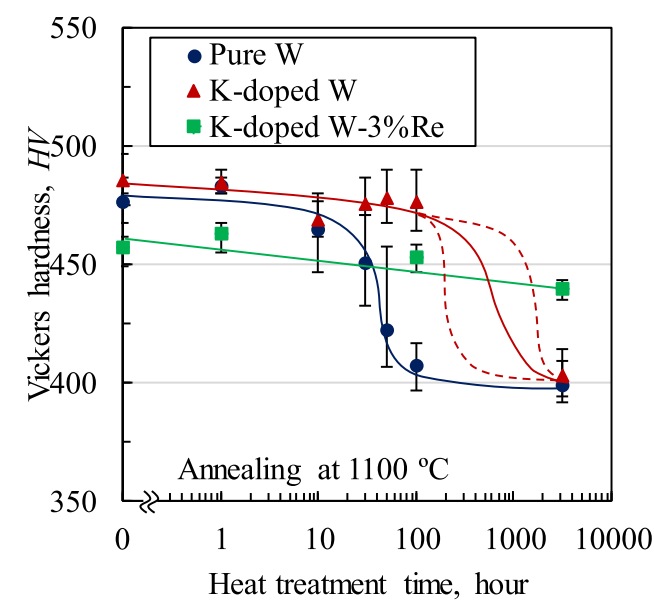 550
500
450
400
350
Vickers hardness, HV
Pure W
K-doped W
K-doped W-3%Re
Annealing at 1100 ºC
0 1 10 100 1000 10000
Heat treatment time, hour